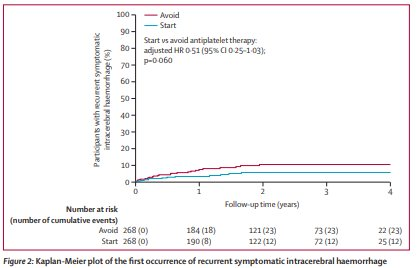 100
90
80
70
60
50
40
30
20
10
0
Participants with recurrent symptomatic
intracerebral haemorrhage (%)
Avoid
Start
Start vs avoid antiplatelet therapy:
adjusted HR 0·51 (95% CI 0·25–1·03);
p=0·060
0 1 2 3 4
Follow-up time (years)
Number at risk
(number of cumulative events)
Avoid 268 (0) 184 (18) 121 (23) 73 (23) 22 (23)
Start 268 (0) 190 (8) 122 (12) 72 (12) 25 (12)
Figure 2: Kaplan-Meier plot of the first occurrence of recurrent symptomatic intracerebral haemorrhage